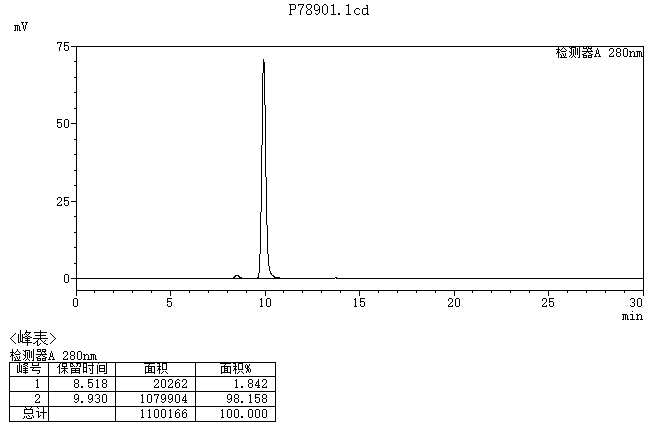 P78901.lcd
mV
检测器A 280nm
75
50
25
0
0 5 10 15 20 25 30
min
<峰表>
检测器A 280nm
峰号 保留时间 面积 面积%
1 8.518 20262 1.842
2 9.930 1079904 98.158
总计 1100166 100.000